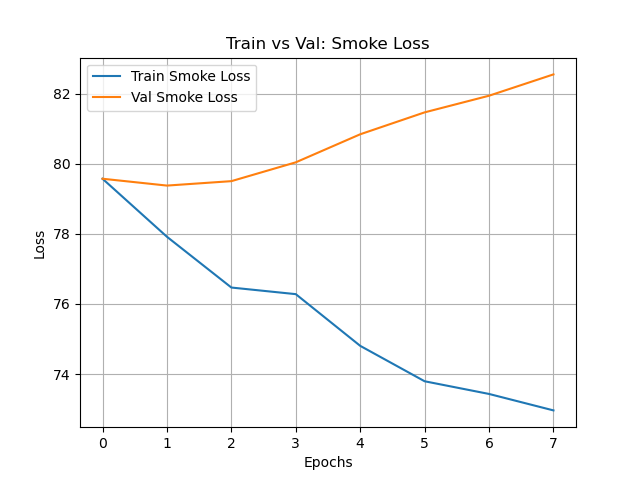 Train vs Val: Smoke Loss
Train Smoke Loss
Val Smoke Loss
82
80
78
76
74
Loss
0 1 2 3 4 5 6 7
Epochs